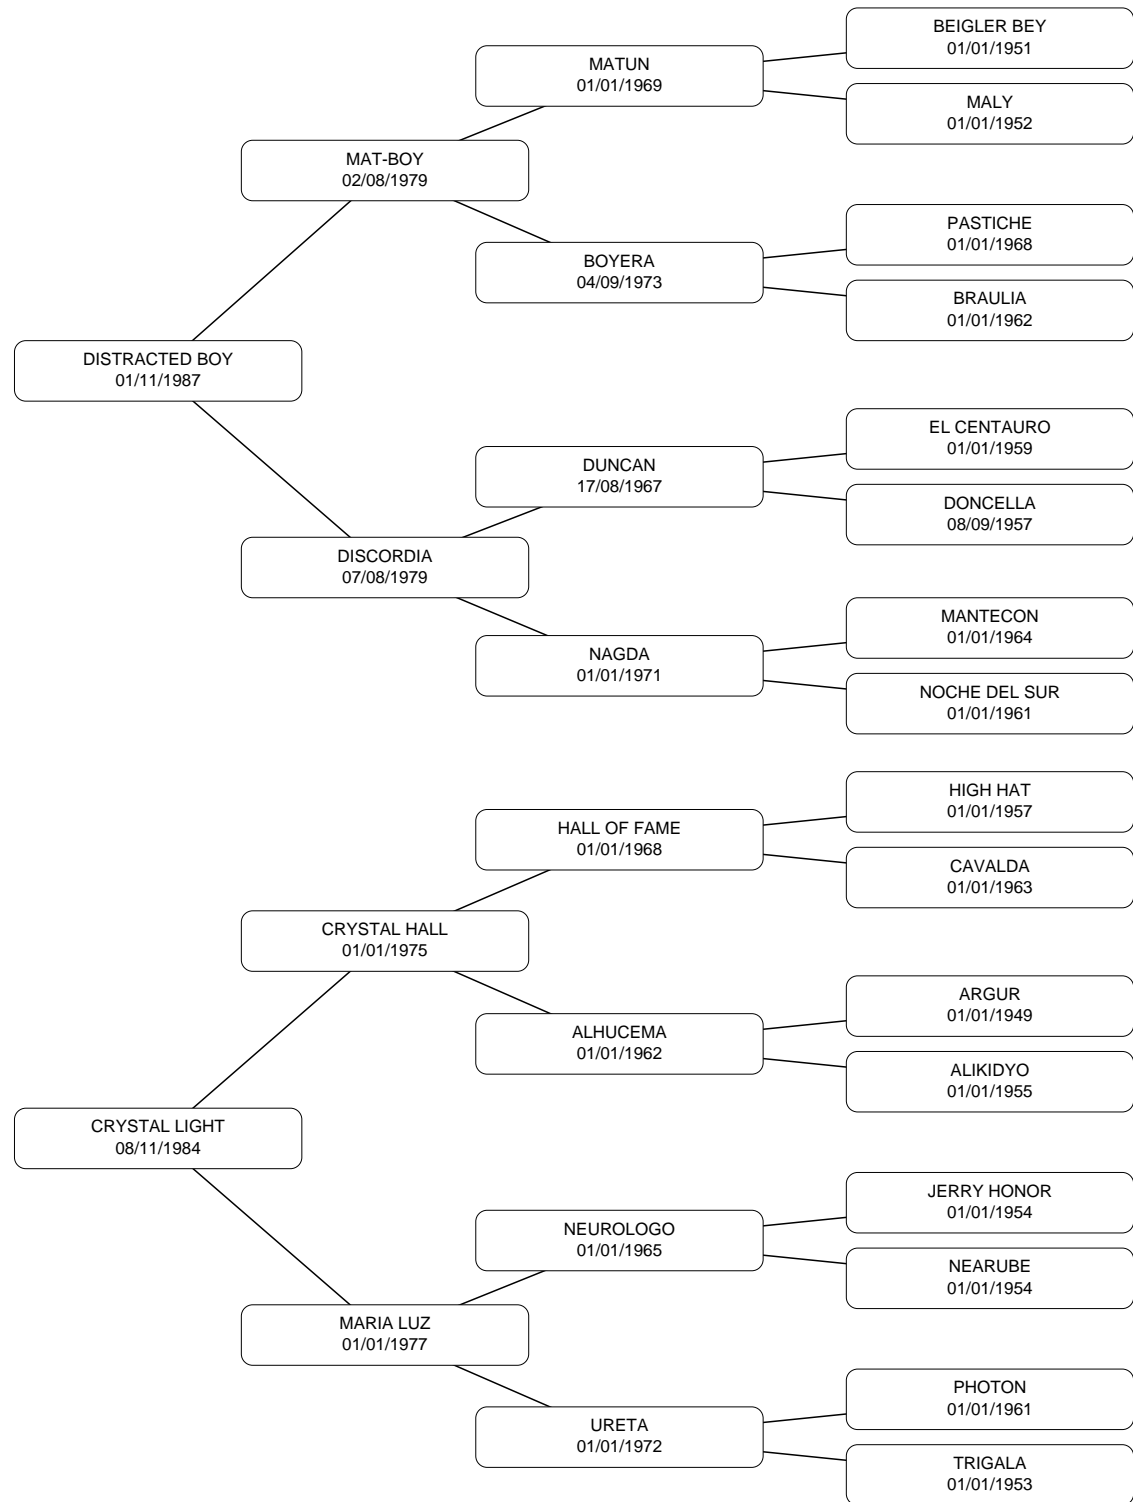 BEIGLER BEY
01/01/1951
MATUN
01/01/1969
MALY
01/01/1952
MAT-BOY
02/08/1979
PASTICHE
01/01/1968
BOYERA
04/09/1973
BRAULIA
01/01/1962
DISTRACTED BOY
01/11/1987
EL CENTAURO
01/01/1959
DUNCAN
17/08/1967
DONCELLA
08/09/1957
DISCORDIA
07/08/1979
MANTECON
01/01/1964
NAGDA
01/01/1971
NOCHE DEL SUR
01/01/1961
HIGH HAT
01/01/1957
HALL OF FAME
01/01/1968
CAVALDA
01/01/1963
CRYSTAL HALL
01/01/1975
ARGUR
01/01/1949
ALHUCEMA
01/01/1962
ALIKIDYO
01/01/1955
CRYSTAL LIGHT
08/11/1984
JERRY HONOR
01/01/1954
NEUROLOGO
01/01/1965
NEARUBE
01/01/1954
MARIA LUZ
01/01/1977
PHOTON
01/01/1961
URETA
01/01/1972
TRIGALA
01/01/1953